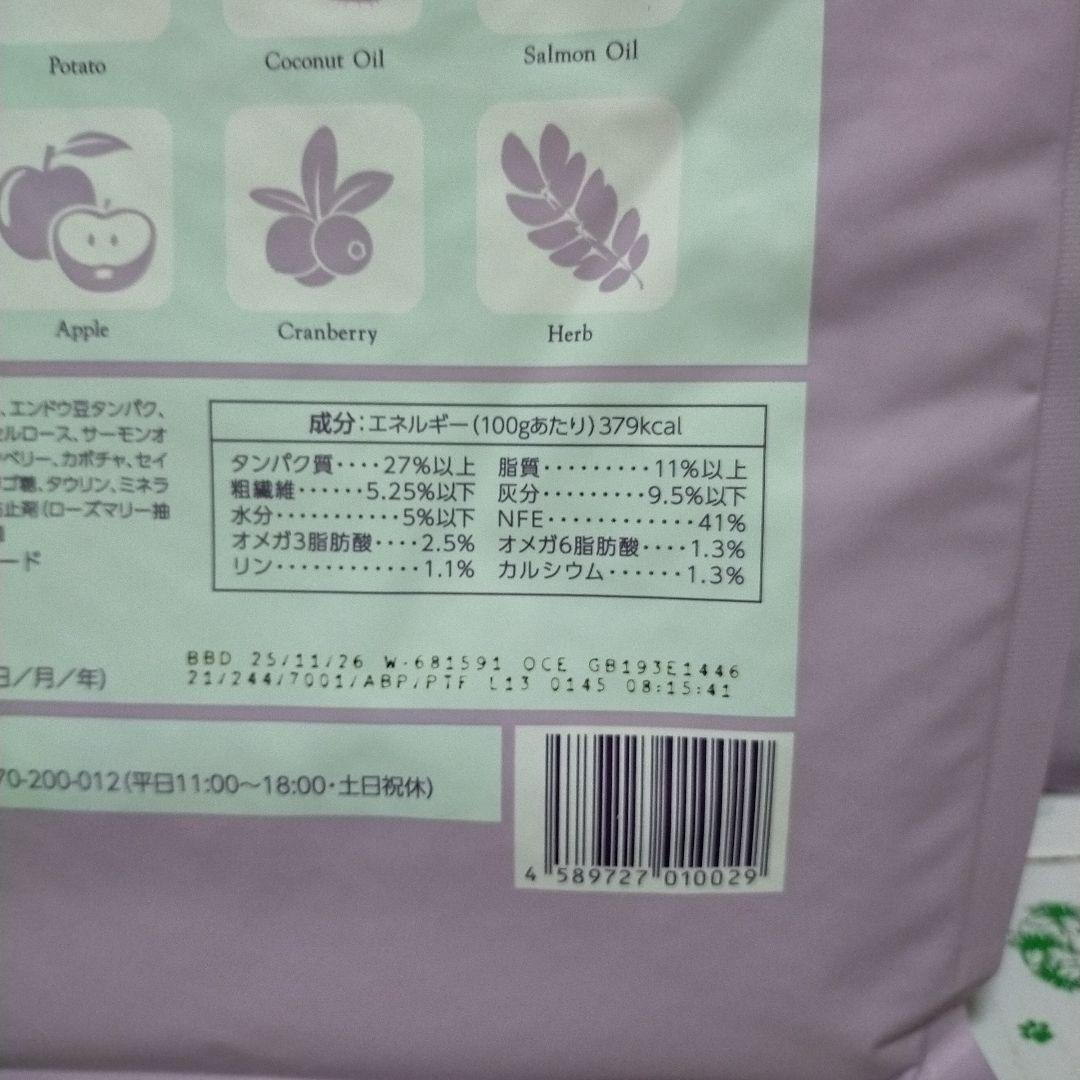 Potato
Coconut Oil
Salmon Oil
Apple
Cranberry
Herb
、エンドウ豆タンパク、
セルロース、サーモンオ
ベリー、カボチャ、セイ
ゴ糖、タウリン、ミネラ
止剤(ローズマリー抽
ード
成分:エネルギー(100gあたり)379kcal
タンパク質····27%以上 脂質·········11%以上
粗繊維······5.25%以下 灰分·········9.5%以下
水分···········5%以下 NFE············41%
オメガ3脂肪酸····2.5% オメガ6脂肪酸····1.3%
リン············1.1% カルシウム······1.3%
日/月/年)
BBD 25/11/26 W-681591 OCE GB193E1446
21/244/7001/ABP/PTF L13 0145 08:15:41
70-200-012(平日11:00〜18:00・土日祝休)
4 589727 010029